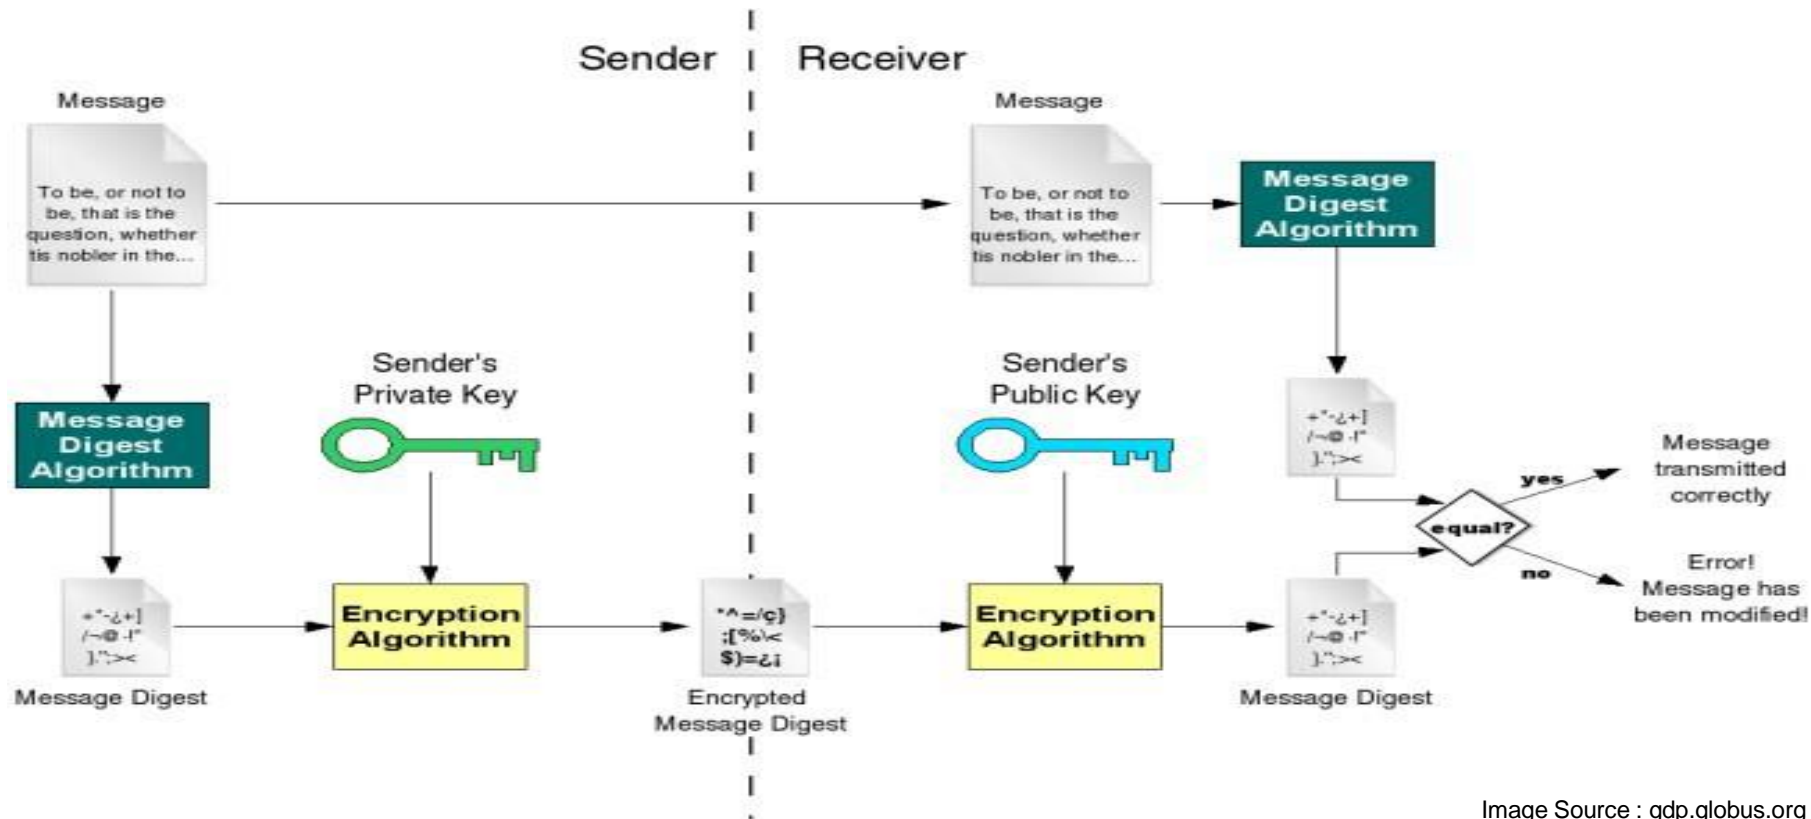 Sender
Receiver
Message
To be, or not to
be, that is the
question, whether
tis nobler in the...
Message
To be, or not to
be, that is the
question, whether
tis nobler in the...
Message
Digest
Algorithm
Sender's
Private Key
Sender's
Public Key
Message
Digest
Algorithm
+"-¿+]
/¬@-!"
].";><
yes
Message
transmitted
correctly
equal?
no
Error!
Message has
been modified!
+"-¿+]
/¬@-!"
].";><
Message Digest
Encryption
Algorithm
"^=/ç}
;[%\<
$)=¿¡
Encrypted
Message Digest
Encryption
Algorithm
+"-¿+]
/¬@-!"
].";><
Message Digest
Image Source : gdp.globus.org